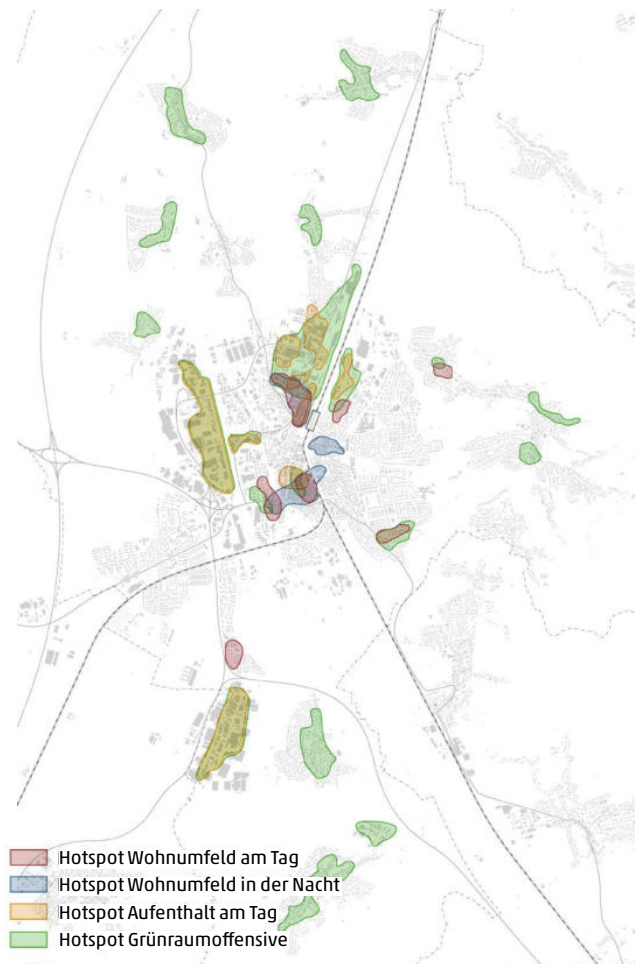 Hotspot Wohnumfeld am Tag
Hotspot Wohnumfeld in der Nacht
Hotspot Aufenthalt am Tag
Hotspot Grünraumoffensive